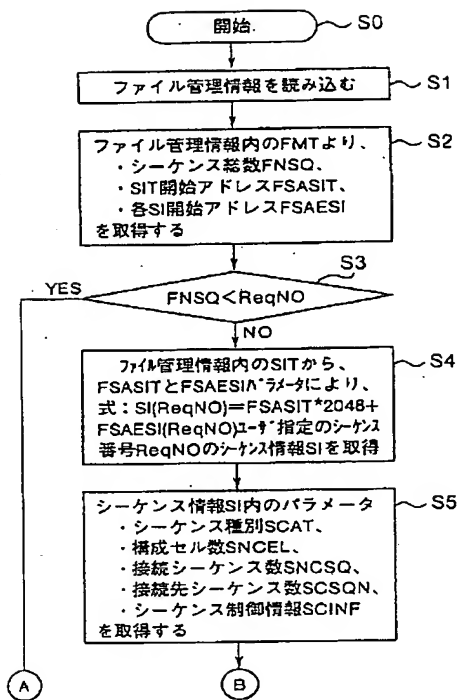 開始
S0
ファイル管理情報を読み込む
S1
ファイル管理情報内のFMTより、
・シーケンス総数FNSQ、
・SIT開始アドレスFSASIT、
・各SI開始アドレスFSAESI
を取得する
S2
S3
FNSQ<ReqNO
YES
NO
ファイル管理情報内のSITから、
FSASITとFSAESIパラメータにより、
式：SI(ReqNO)=FSASIT*2048+
FSAESI(ReqNO)ユーザ指定のシーケンス
番号ReqNOのシーケンス情報SIを取得
S4
シーケンス情報SI内のパラメータ
・シーケンス種別SCAT、
・構成セル数SNCEL、
・接続シーケンス数SNCSQ、
・接続先シーケンス数SCSQN、
・シーケンス制御情報SCINF
を取得する
S5
A
B